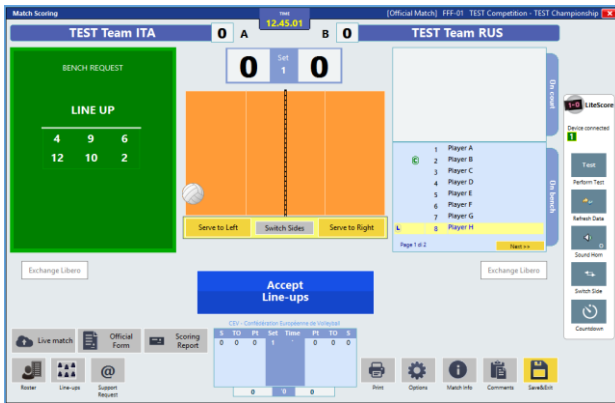 Match Scoring
[Official Match] FFF-01 TEST Competition - TEST Championship
TIME
12.45.01
TEST Team ITA
0 A
B 0
TEST Team RUS
BENCH REQUEST
LINE UP
4 9 6
12 10 2
0 Set 1 0
On court
On bench
1 Player A
C 2 Player B
3 Player C
4 Player D
5 Player E
6 Player F
7 Player G
L 8 Player H
Page 1 di 2
Next >>
Serve to Left
Switch Sides
Serve to Right
Exchange Libero
Exchange Libero
Accept
Line-ups
CEV - Confédération Européenne de Volleyball
S TO Pt Set Time Pt TO S
0 0 0 1 ' 0 0 0
0 '0 0
Live match
Official
Form
Scoring
Report
Roster
Line-ups
Support
Request
Print
Options
Match info
Comments
Save&Exit
1-0 LiteScore
Device connected
1
Test
Perform Test
Refresh Data
Sound Horn
Switch Side
Countdown